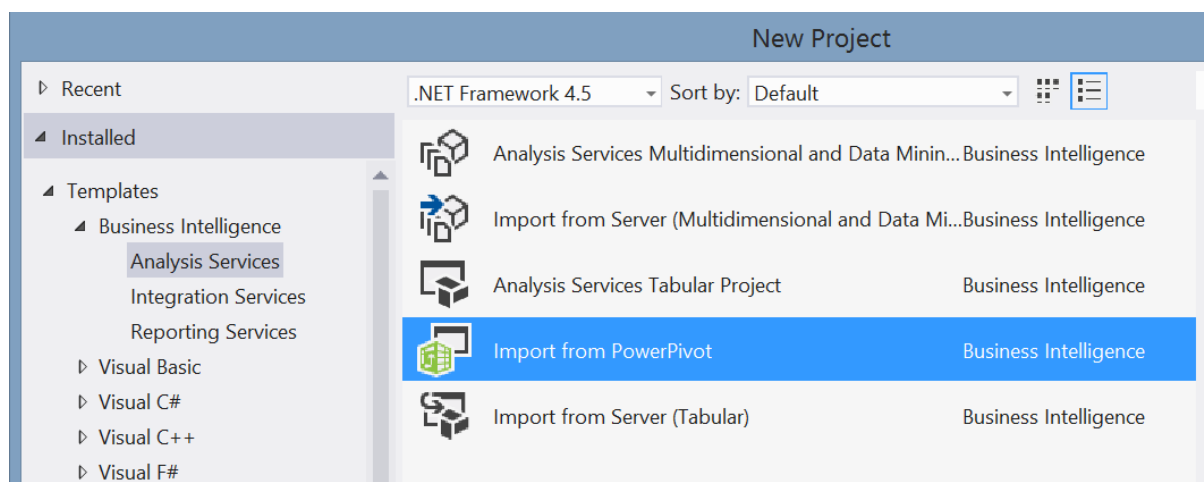 New Project
Recent
Installed
Templates
Business Intelligence
Analysis Services
Integration Services
Reporting Services
Visual Basic
Visual C#
Visual C++
Visual F#
.NET Framework 4.5 Sort by: Default
Analysis Services Multidimensional and Data Minin... Business Intelligence
Import from Server (Multidimensional and Data Mi... Business Intelligence
Analysis Services Tabular Project Business Intelligence
Import from PowerPivot Business Intelligence
Import from Server (Tabular) Business Intelligence